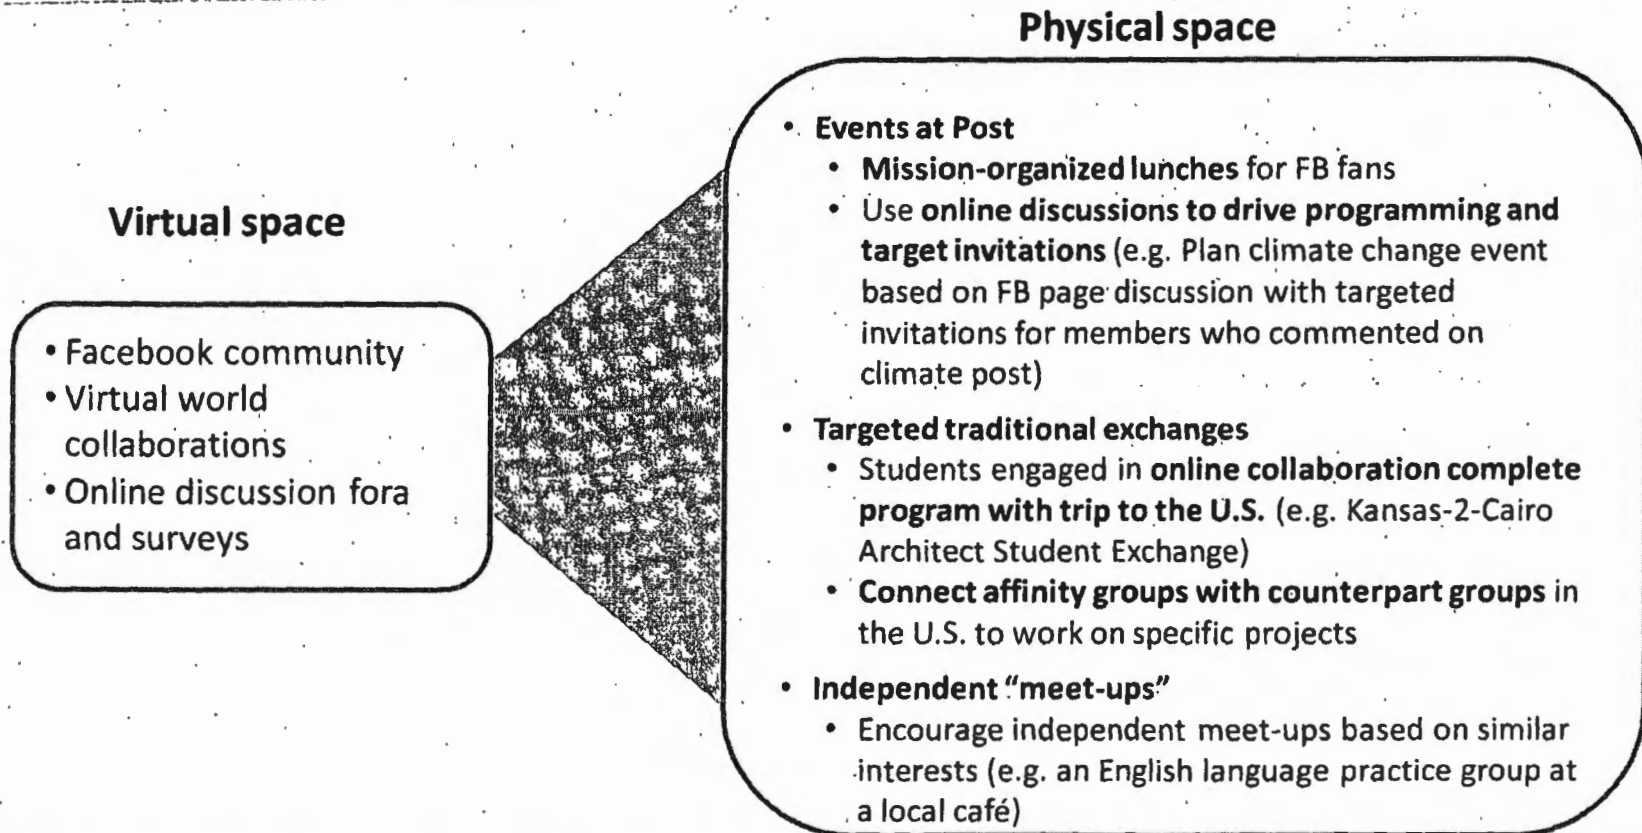 Physical space
Virtual space
• Facebook community
• Virtual world
collaborations
• Online discussion fora
and surveys
• Events at Post
• Mission-organized lunches for FB fans
• Use online discussions to drive programming and
target invitations (e.g. Plan climate change event
based on FB page discussion with targeted
invitations for members who commented on
climate post)
• Targeted traditional exchanges
• Students engaged in online collaboration complete
program with trip to the U.S. (e.g. Kansas-2-Cairo
Architect Student Exchange)
• Connect affinity groups with counterpart groups in
the U.S. to work on specific projects
• Independent “meet-ups”
• Encourage independent meet-ups based on similar
interests (e.g. an English language practice group at
a local café)